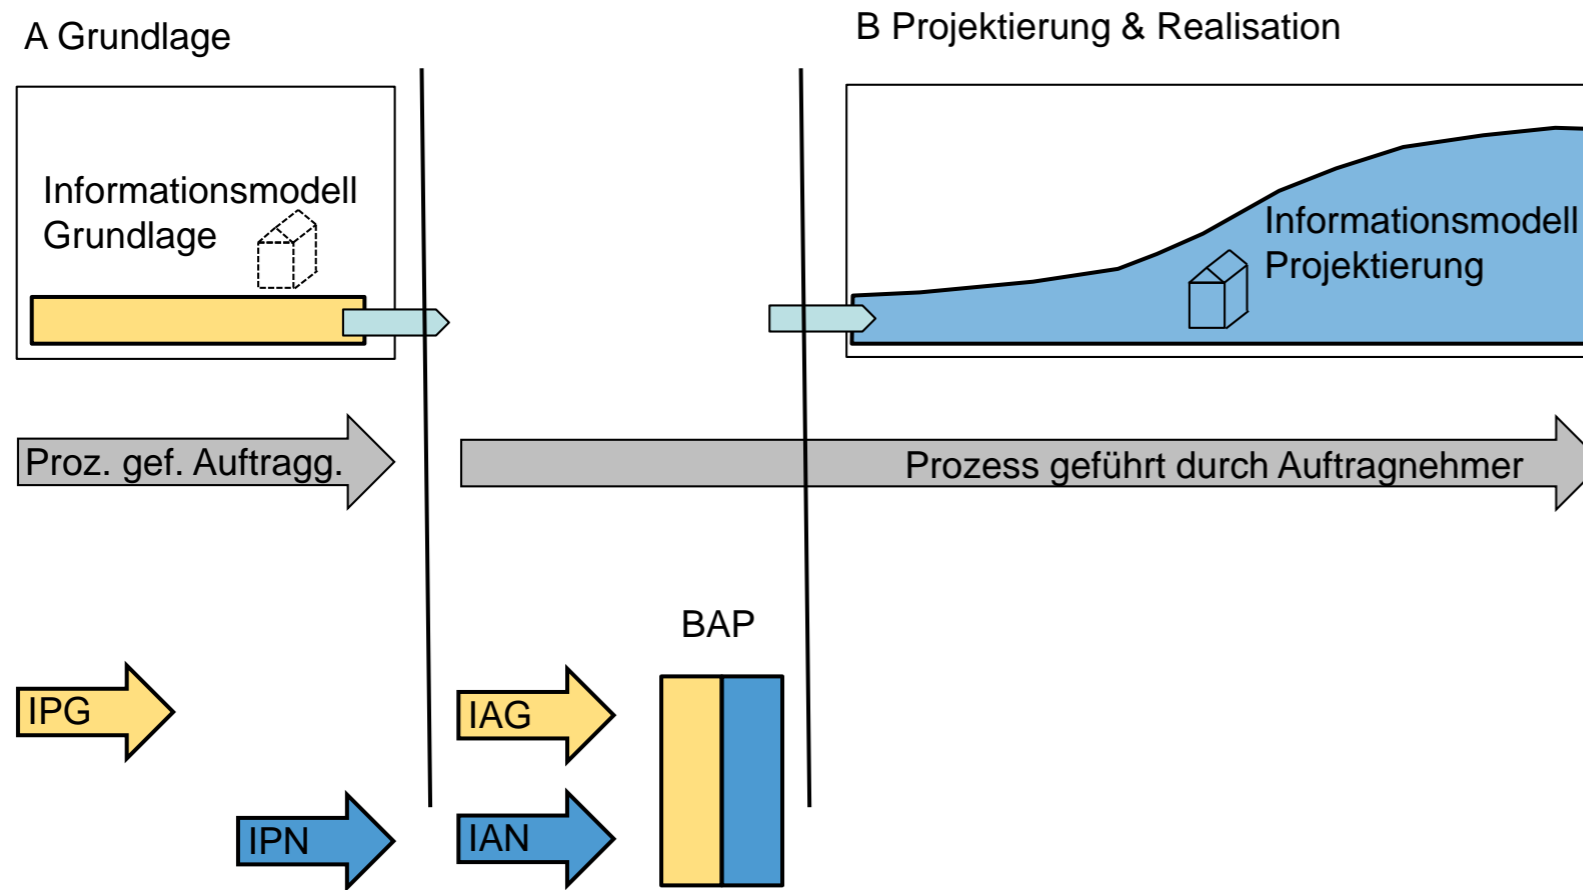 A Grundlage
B Projektierung & Realisation
Informationsmodell
Grundlage
Informationsmodell
Projektierung
Proz. gef. Auftragg.
Prozess geführt durch Auftragnehmer
BAP
IPG
IAG
IPN
IAN